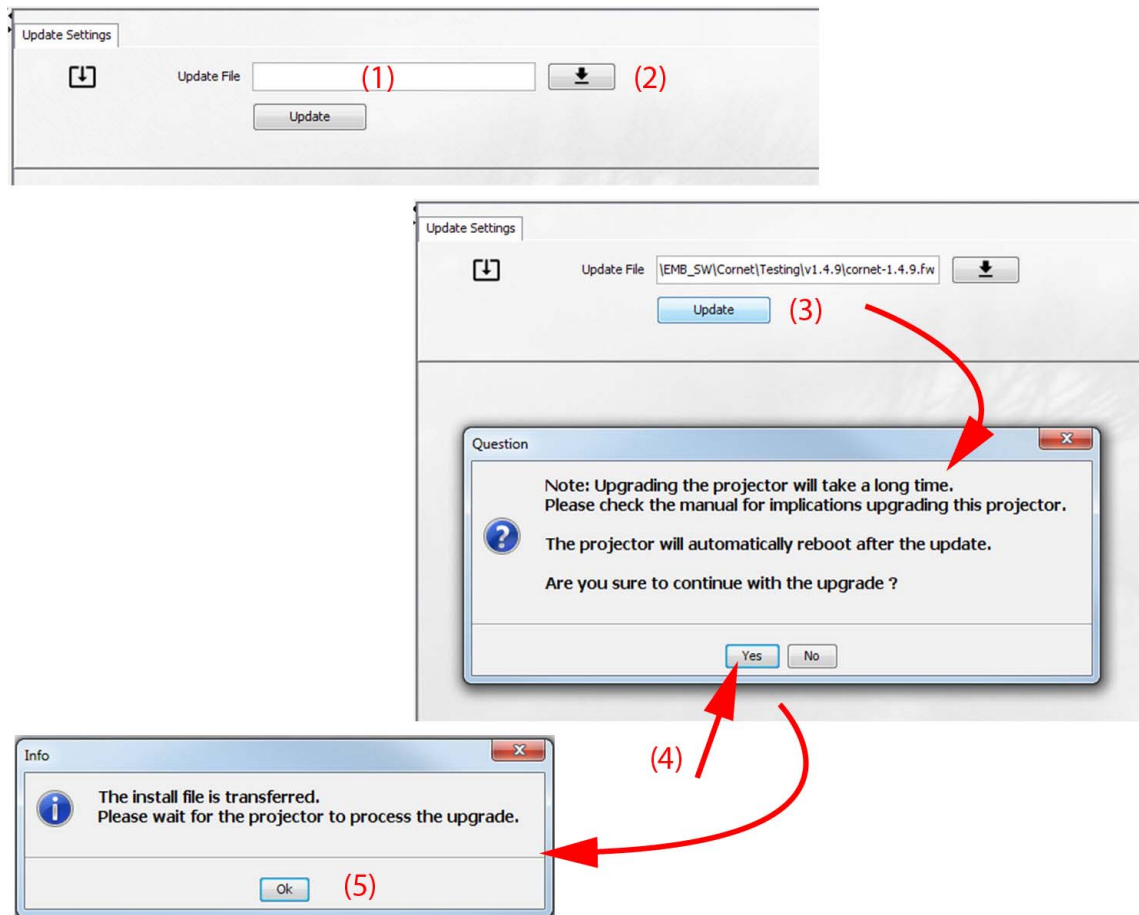 Update Settings
Update File (1) (2)
Update
Update Settings
Update File \EMB_SW\Cornet\Testing\v1.4.9\cornet-1.4.9.fw
Update (3)
Question
Note: Upgrading the projector will take a long time.
Please check the manual for implications upgrading this projector.
The projector will automatically reboot after the update.
Are you sure to continue with the upgrade ?
Yes No
(4)
Info
The install file is transferred.
Please wait for the projector to process the upgrade.
Ok (5)